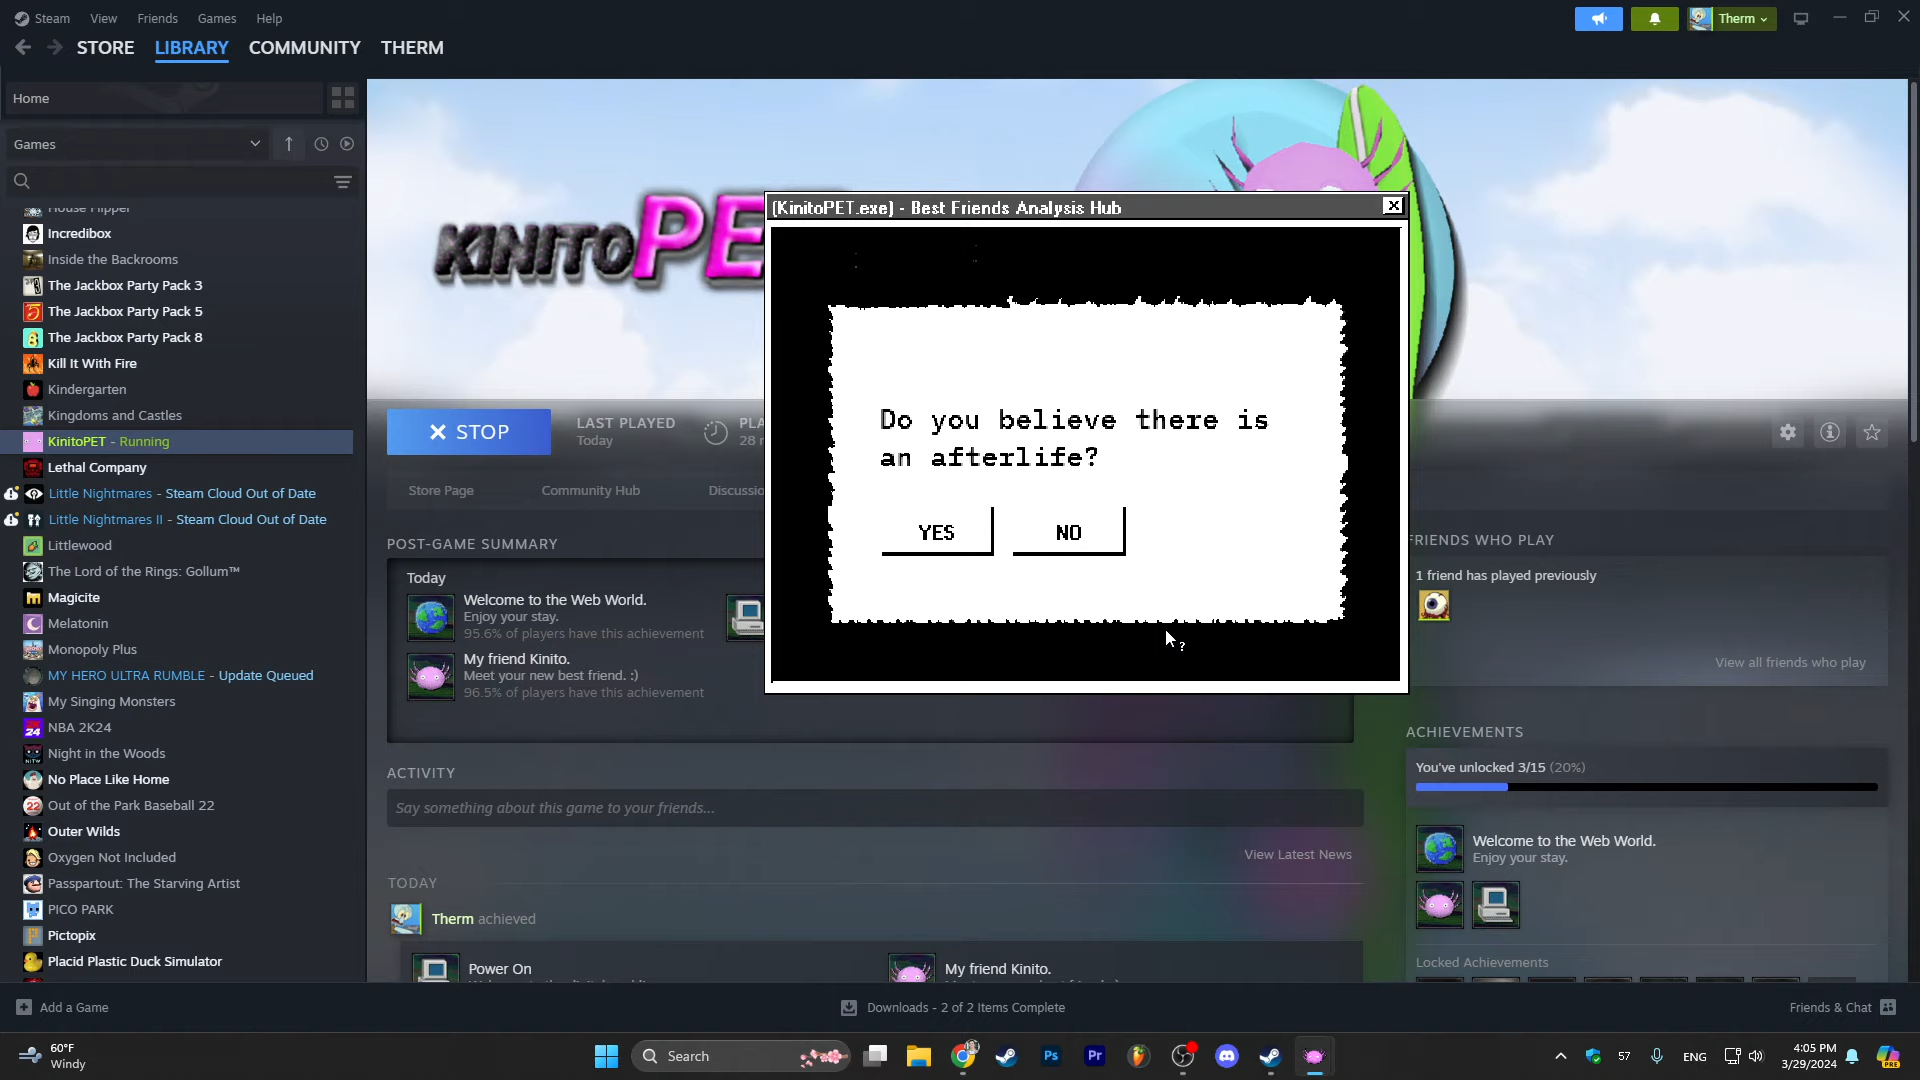 Steam View Friends Games Help
Therm
STORE LIBRARY COMMUNITY THERM
Home
Games
House Flipper
Incredibox
Inside the Backrooms
The Jackbox Party Pack 3
The Jackbox Party Pack 5
The Jackbox Party Pack 8
Kill It With Fire
Kindergarten
Kingdoms and Castles
KinitoPET - Running
Lethal Company
Little Nightmares - Steam Cloud Out of Date
Little Nightmares II - Steam Cloud Out of Date
Littlewood
The Lord of the Rings: Gollum™
Magicite
Melatonin
Monopoly Plus
MY HERO ULTRA RUMBLE - Update Queued
My Singing Monsters
NBA 2K24
Night in the Woods
No Place Like Home
Out of the Park Baseball 22
Outer Wilds
Oxygen Not Included
Passpartout: The Starving Artist
PICO PARK
Pictopix
Placid Plastic Duck Simulator
KINITOPE
[KinitoPET.exe] - Best Friends Analysis Hub
Do you believe there is
an afterlife?
YES NO
STOP
LAST PLAYED
Today
28
Store Page Community Hub
POST-GAME SUMMARY
Today
Welcome to the Web World.
Enjoy your stay.
95.6% of players have this achievement
My friend Kinito.
Meet your new best friend. :)
96.5% of players have this achievement
ACTIVITY
Say something about this game to your friends...
View Latest News
TODAY
Therm achieved
Power On
My friend Kinito.
FRIENDS WHO PLAY
1 friend has played previously
View all friends who play
ACHIEVEMENTS
You've unlocked 3/15 (20%)
Welcome to the Web World.
Enjoy your stay.
Locked Achievements
Add a Game
Downloads - 2 of 2 Items Complete
Friends & Chat
60°F
Windy
Search
Ps
Pr
57
ENG
4:05 PM
3/29/2024
PRE